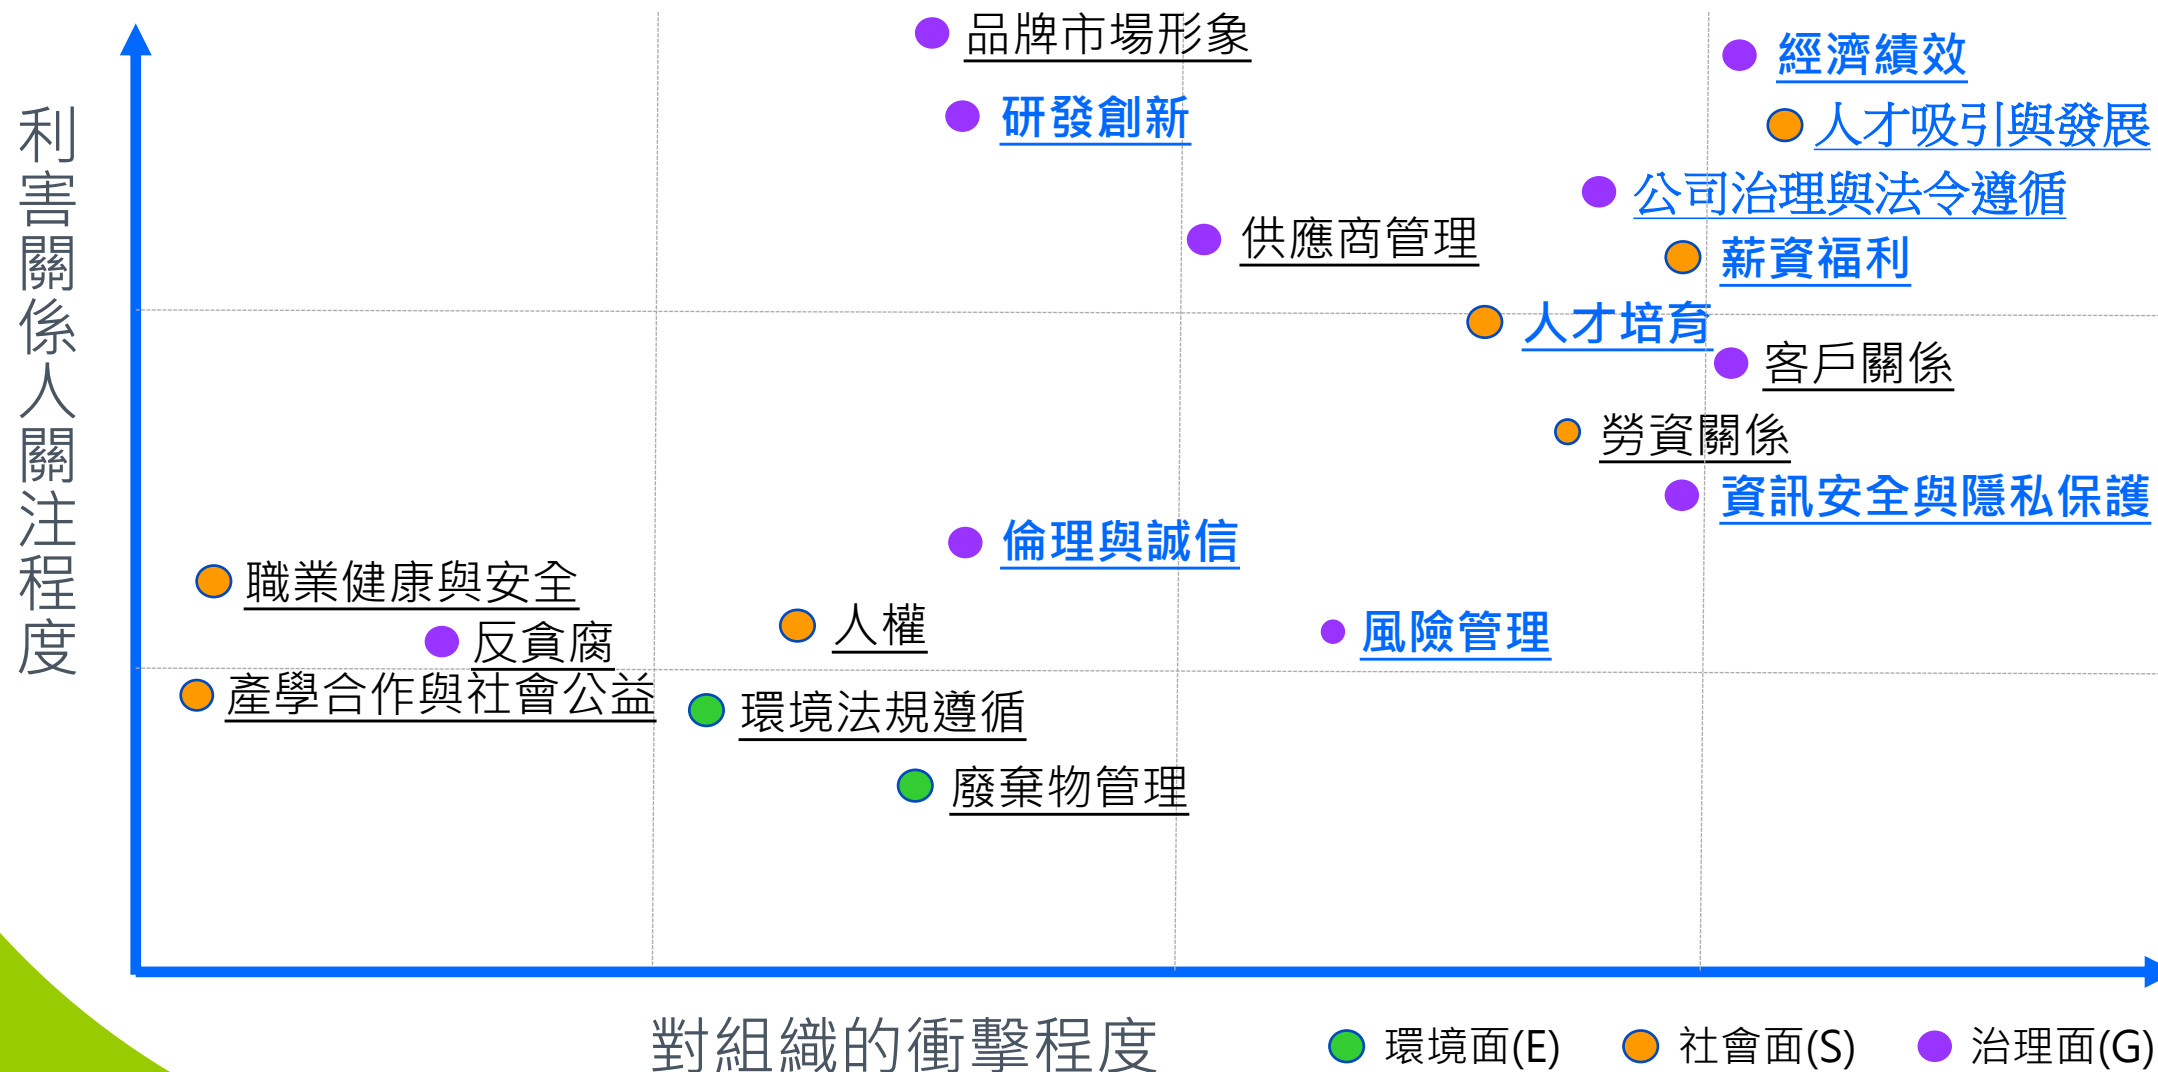 利害關係人關注程度
品牌市場形象
經濟績效
研發創新
人才吸引與發展
公司治理與法令遵循
供應商管理
薪資福利
人才培育
客戶關係
勞資關係
資訊安全與隱私保護
倫理與誠信
職業健康與安全
人權
風險管理
反貪腐
產學合作與社會公益
環境法規遵循
廢棄物管理
對組織的衝擊程度
環境面(E)
社會面(S)
治理面(G)